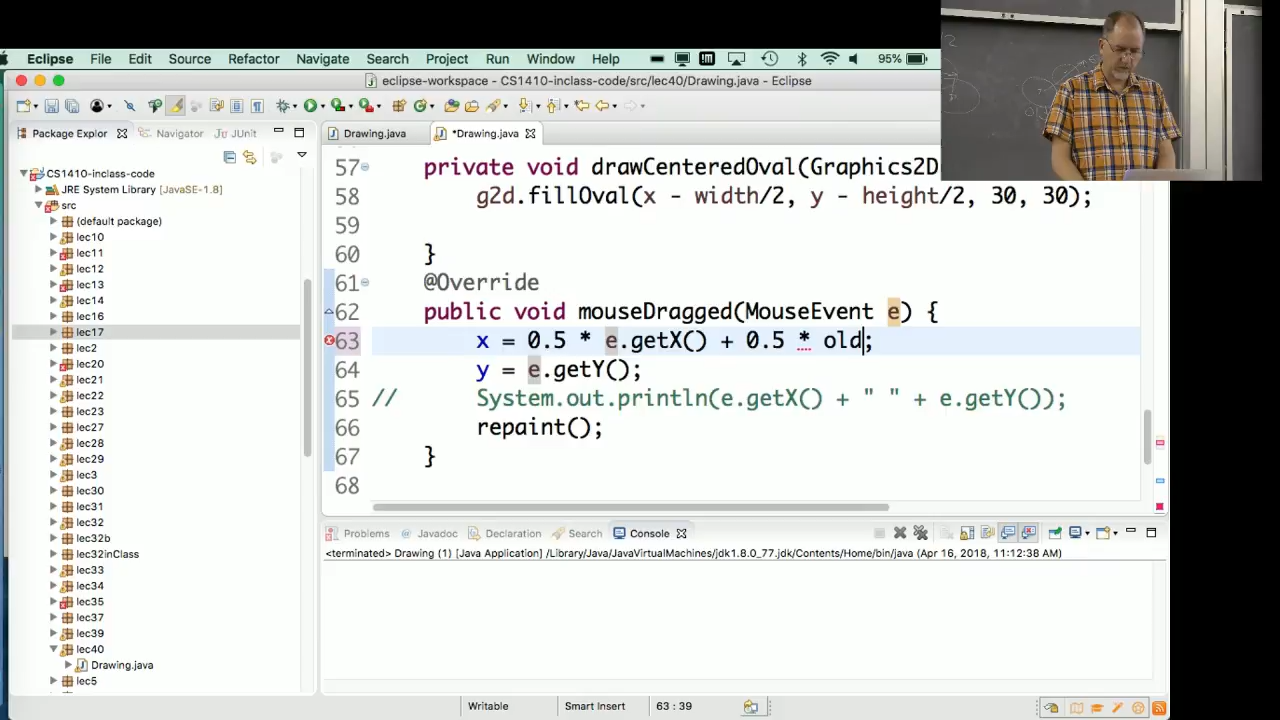 Eclipse File Edit Source Refactor Navigate Search Project Run Window Help 95%
eclipse-workspace - CS1410-inclass-code/src/lec40/Drawing.java - Eclipse
Package Explor Navigator JUnit
Drawing.java *Drawing.java
CS1410-inclass-code
JRE System Library [JavaSE-1.8]
src
(default package)
lec10
lec11
lec12
lec13
lec14
lec16
lec17
lec2
lec20
lec21
lec22
lec23
lec27
lec28
lec29
lec3
lec30
lec31
lec32
lec32b
lec32inClass
lec33
lec34
lec35
lec37
lec39
lec40
Drawing.java
lec5
57 private void drawCenteredOval(Graphics2D
58 g2d.fillOval(x - width/2, y - height/2, 30, 30);
59
60 }
61 @Override
62 public void mouseDragged(MouseEvent e) {
63 x = 0.5 * e.getX() + 0.5 * old;
64 y = e.getY();
65 // System.out.println(e.getX() + " " + e.getY());
66 repaint();
67 }
68
Problems @ Javadoc Declaration Search Console
<terminated> Drawing (1) [Java Application] /Library/Java/JavaVirtualMachines/jdk1.8.0_77.jdk/Contents/Home/bin/java (Apr 16, 2018, 11:12:38 AM)
Writable Smart Insert 63 : 39